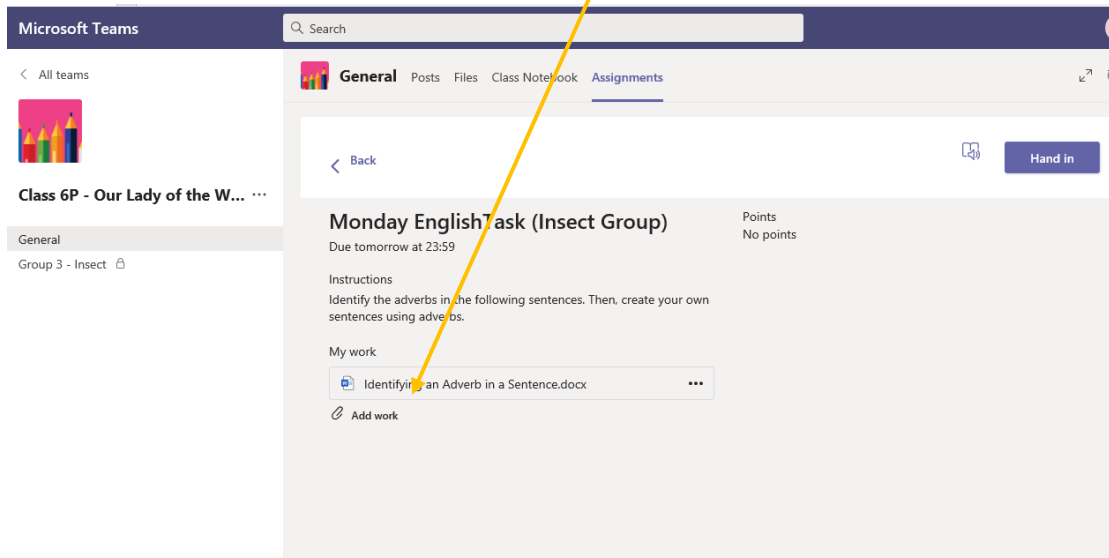 Microsoft Teams
Search
All teams
Class 6P - Our Lady of the W... ...
General
Group 3 - Insect
General Posts Files Class Notebook Assignments
Back
Hand in
Monday EnglishTask (Insect Group)
Due tomorrow at 23:59
Points
No points
Instructions
Identify the adverbs in the following sentences. Then, create your own
sentences using adverbs.
My work
Identifying an Adverb in a Sentence.docx
Add work